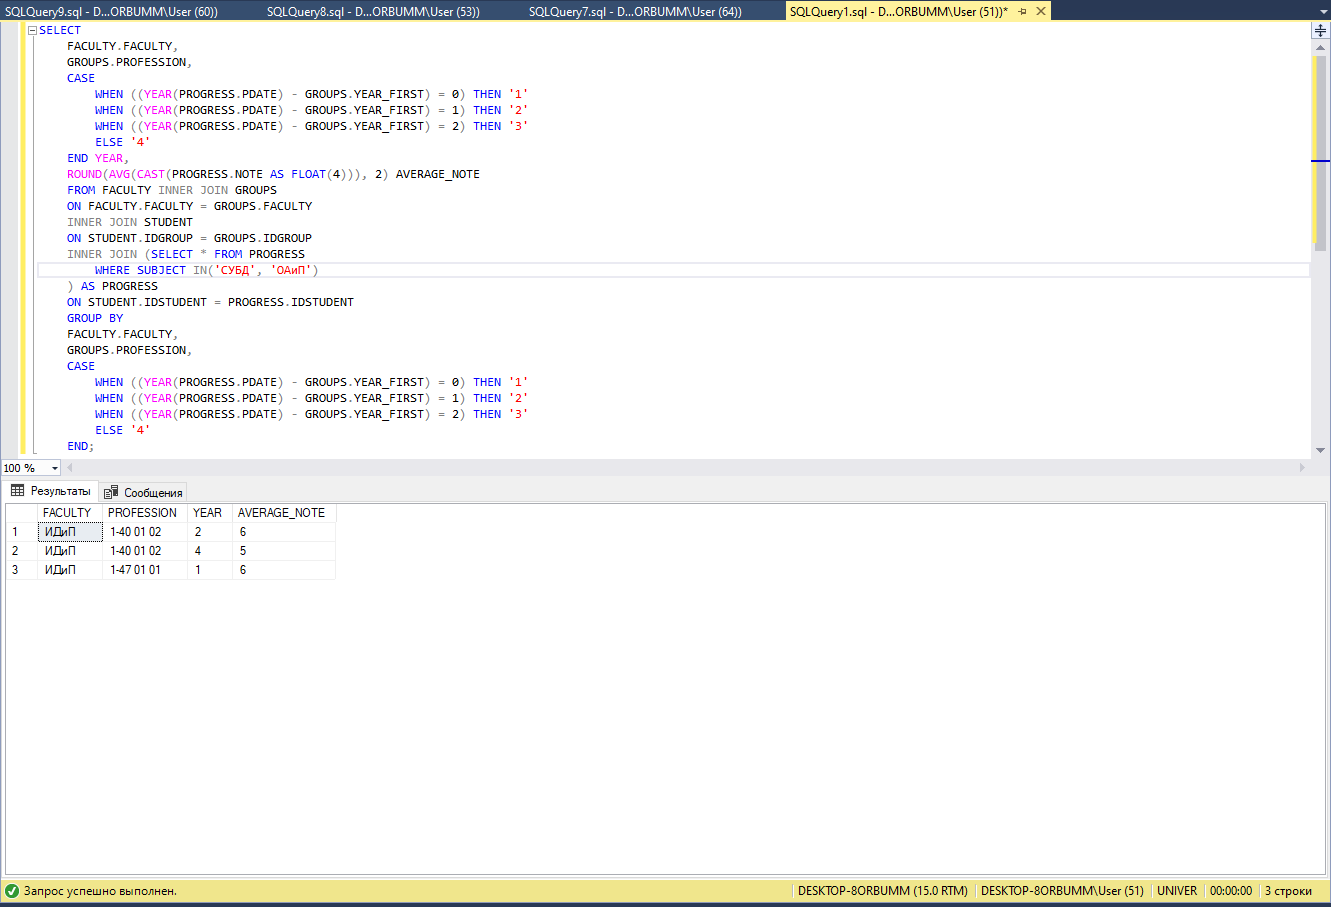 SQLQuery9.sql - D...ORBUMM\User (60)) SQLQuery8.sql - D...ORBUMM\User (53)) SQLQuery7.sql - D...ORBUMM\User (64)) SQLQuery1.sql - D...ORBUMM\User (51))*
SELECT
FACULTY.FACULTY,
GROUPS.PROFESSION,
CASE
WHEN ((YEAR(PROGRESS.PDATE) - GROUPS.YEAR_FIRST) = 0) THEN '1'
WHEN ((YEAR(PROGRESS.PDATE) - GROUPS.YEAR_FIRST) = 1) THEN '2'
WHEN ((YEAR(PROGRESS.PDATE) - GROUPS.YEAR_FIRST) = 2) THEN '3'
ELSE '4'
END YEAR,
ROUND(AVG(CAST(PROGRESS.NOTE AS FLOAT(4))), 2) AVERAGE_NOTE
FROM FACULTY INNER JOIN GROUPS
ON FACULTY.FACULTY = GROUPS.FACULTY
INNER JOIN STUDENT
ON STUDENT.IDGROUP = GROUPS.IDGROUP
INNER JOIN (SELECT * FROM PROGRESS
WHERE SUBJECT IN('СУБД', 'ОАиП')
) AS PROGRESS
ON STUDENT.IDSTUDENT = PROGRESS.IDSTUDENT
GROUP BY
FACULTY.FACULTY,
GROUPS.PROFESSION,
CASE
WHEN ((YEAR(PROGRESS.PDATE) - GROUPS.YEAR_FIRST) = 0) THEN '1'
WHEN ((YEAR(PROGRESS.PDATE) - GROUPS.YEAR_FIRST) = 1) THEN '2'
WHEN ((YEAR(PROGRESS.PDATE) - GROUPS.YEAR_FIRST) = 2) THEN '3'
ELSE '4'
END;
100 %
Результаты Сообщения
FACULTY PROFESSION YEAR AVERAGE_NOTE
1 ИДиП 1-40 01 02 2 6
2 ИДиП 1-40 01 02 4 5
3 ИДиП 1-47 01 01 1 6
Запрос успешно выполнен. DESKTOP-8ORBUMM (15.0 RTM) DESKTOP-8ORBUMM\User (51) UNIVER 00:00:00 3 строки